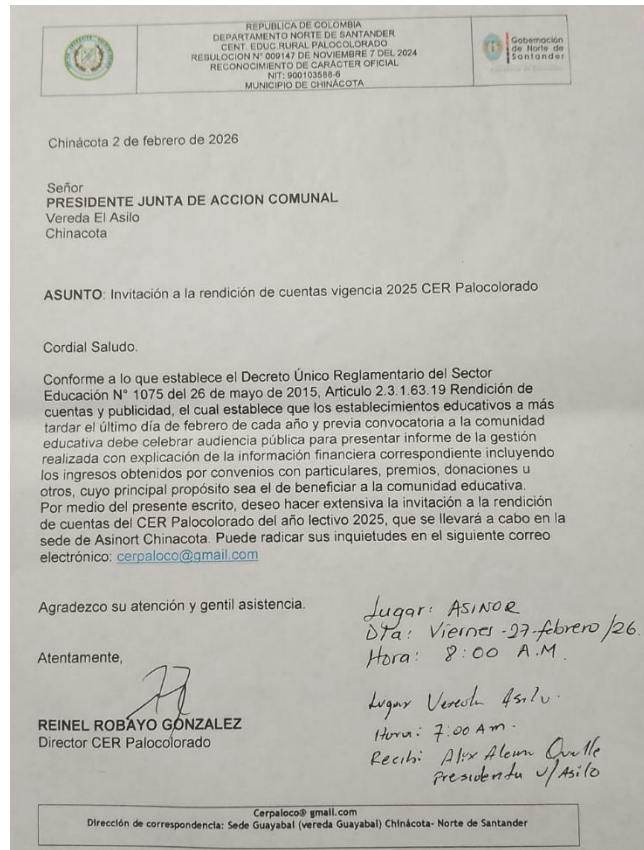 REPUBLICA DE COLOMBIA
DEPARTAMENTO NORTE DE SANTANDER
CENT. EDUC.RURAL PALOCOLORADO
RESOLUCION N° 009147 DE NOVIEMBRE 7 DEL 2024
RECONOCIMIENTO DE CARÁCTER OFICIAL
NIT: 900103588-6
MUNICIPIO DE CHINÁCOTA
Gobernación
de Norte de
Santander
Chinácota 2 de febrero de 2026
Señor
PRESIDENTE JUNTA DE ACCION COMUNAL
Vereda El Asilo
Chinacota
ASUNTO: Invitación a la rendición de cuentas vigencia 2025 CER Palocolorado
Cordial Saludo.
Conforme a lo que establece el Decreto Único Reglamentario del Sector
Educación N° 1075 del 26 de mayo de 2015, Articulo 2.3.1.63.19 Rendición de
cuentas y publicidad, el cual establece que los establecimientos educativos a más
tardar el último día de febrero de cada año y previa convocatoria a la comunidad
educativa debe celebrar audiencia pública para presentar informe de la gestión
realizada con explicación de la información financiera correspondiente incluyendo
los ingresos obtenidos por convenios con particulares, premios, donaciones u
otros, cuyo principal propósito sea el de beneficiar a la comunidad educativa.
Por medio del presente escrito, deseo hacer extensiva la invitación a la rendición
de cuentas del CER Palocolorado del año lectivo 2025, que se llevará a cabo en la
sede de Asinort Chinacota. Puede radicar sus inquietudes en el siguiente correo
electrónico: cerpaloco@gmail.com
Agradezco su atención y gentil asistencia.
Lugar: ASINOR
Día: Viernes -27-febrero/26.
Hora: 8:00 A.M.
Atentamente,
REINEL ROBAYO GONZALEZ
Director CER Palocolorado
Lugar Vereda Asilo.
Hora: 7:00 Am.
Recibi: Alix
Presidenta v/Asilo
Cerpaloco@ gmail.com
Dirección de correspondencia: Sede Guayabal (vereda Guayabal) Chinácota- Norte de Santander